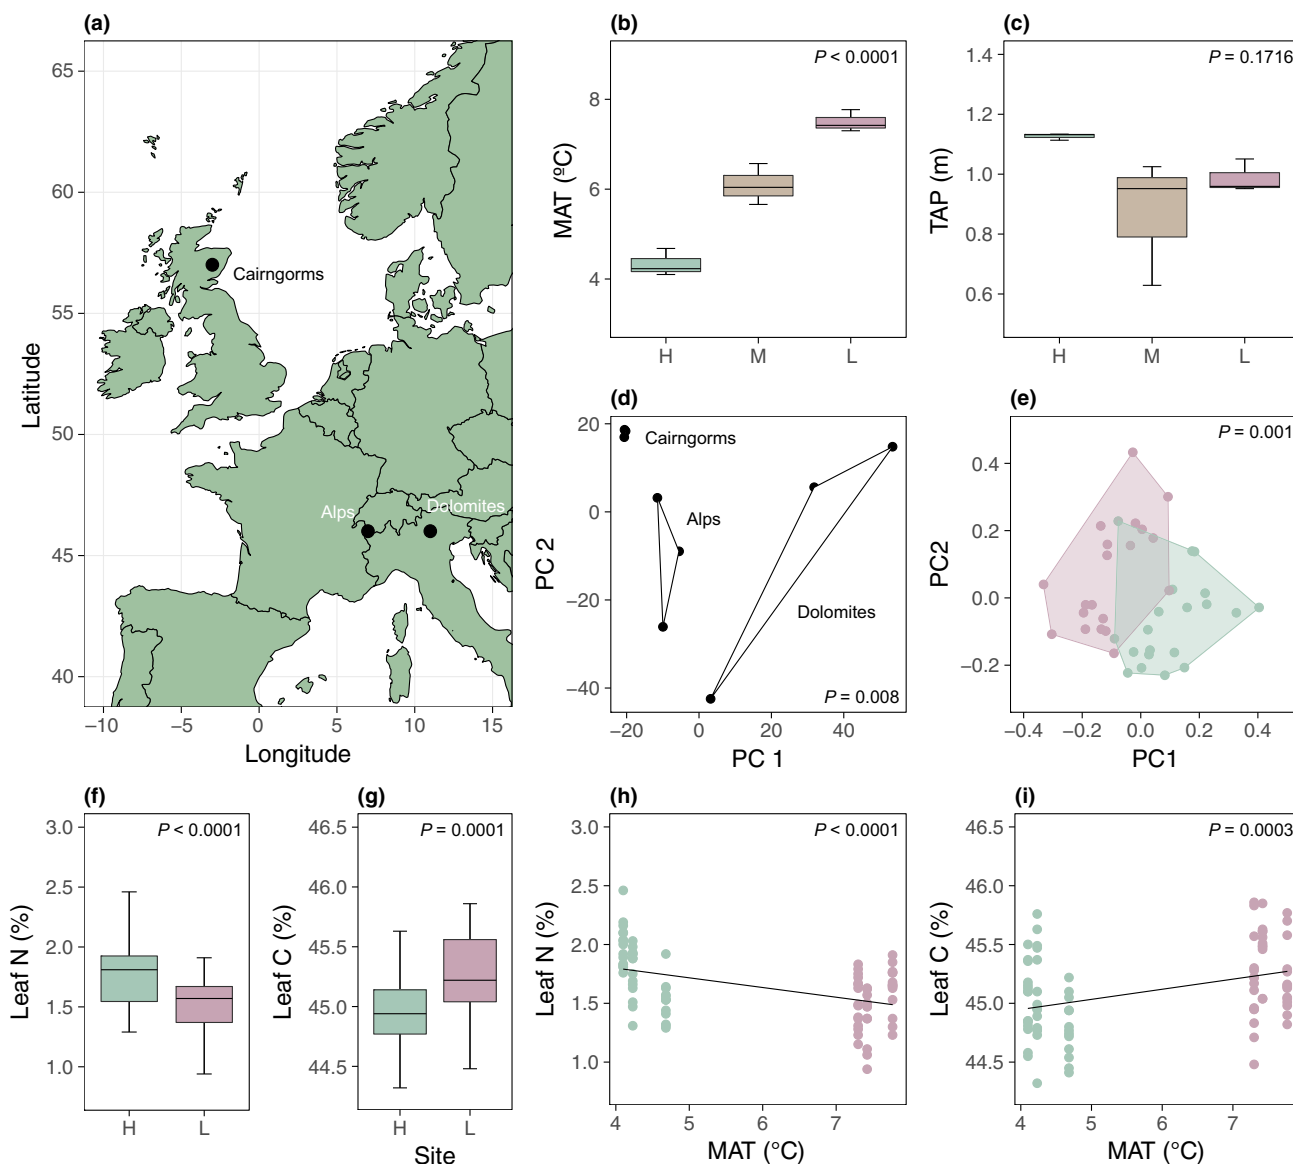 (a)
65
60
55
50
45
40
−10
−5
0
5
10
15
Latitude
Longitude
Cairngorms
Alps
Dolomites
(b)
P < 0.0001
8
6
4
MAT (ºC)
H
M
L
(c)
P = 0.1716
1.4
1.2
1.0
0.8
0.6
TAP (m)
H
M
L
(d)
20
0
−20
−40
PC 2
Cairngorms
Alps
Dolomites
P = 0.008
−20
0
20
40
PC 1
(e)
P = 0.001
0.4
0.2
0.0
−0.2
PC2
−0.4
−0.2
0.0
0.2
0.4
PC1
(f)
P < 0.0001
3.0
2.5
2.0
1.5
1.0
Leaf N (%)
H
L
(g)
P = 0.0001
46.5
46.0
45.5
45.0
44.5
Leaf C (%)
H
L
Site
(h)
P < 0.0001
3.0
2.5
2.0
1.5
1.0
Leaf N (%)
4
5
6
7
MAT (°C)
(i)
P = 0.0003
46.5
46.0
45.5
45.0
44.5
Leaf C (%)
4
5
6
7
MAT (°C)